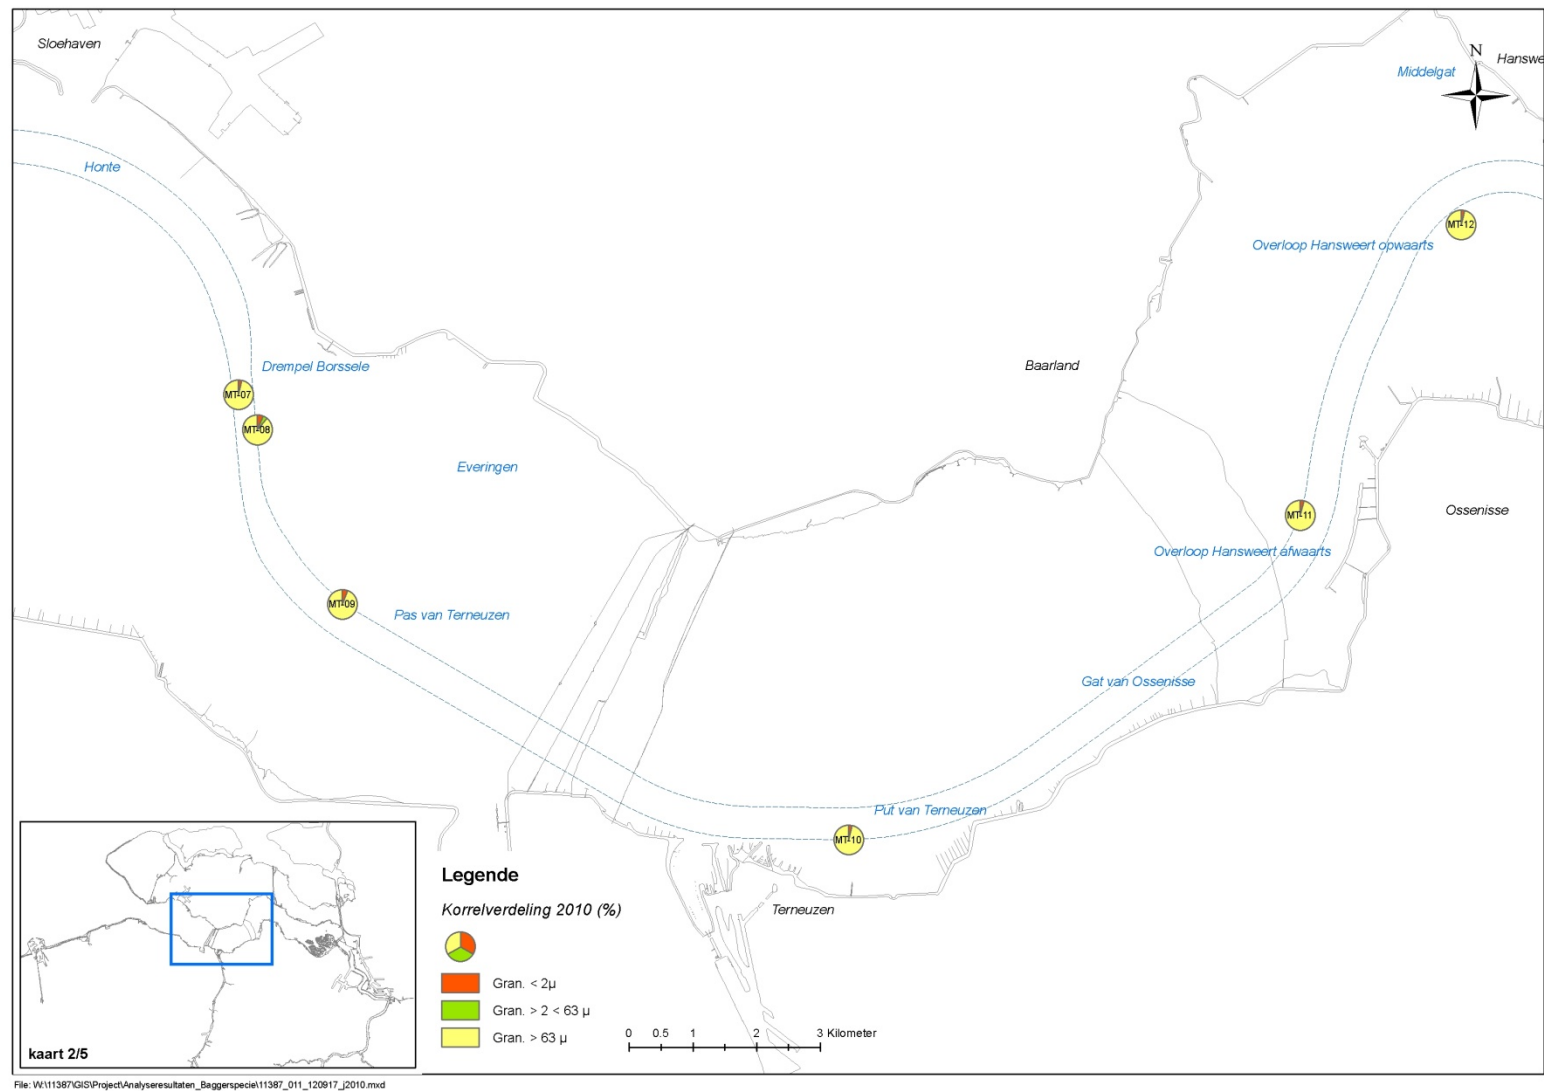 Sloehaven
N
Hanswe
Middelgat
Honte
MT-12
Overloop Hansweert opwaarts
Drempel Borssele
Baarland
MT-07
MT-08
Everingen
Ossenisse
MT-11
Overloop Hansweert afwaarts
MT-09
Pas van Terneuzen
Gat van Ossenisse
Put van Terneuzen
MT-10
Terneuzen
Legende
Korrelverdeling 2010 (%)
Gran. < 2µ
Gran. > 2 < 63 µ
Gran. > 63 µ
0 0.5 1 2 3 Kilometer
kaart 2/5
File: W:\11387\GIS\Project\Analyseresultaten_Baggerspecie\11387_011_120917_j2010.mxd